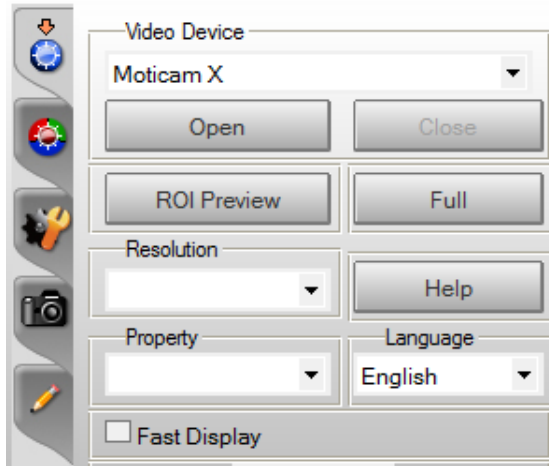 Video Device
Moticam X
Open Close
ROI Preview Full
Resolution
Help
Property Language
English
Fast Display